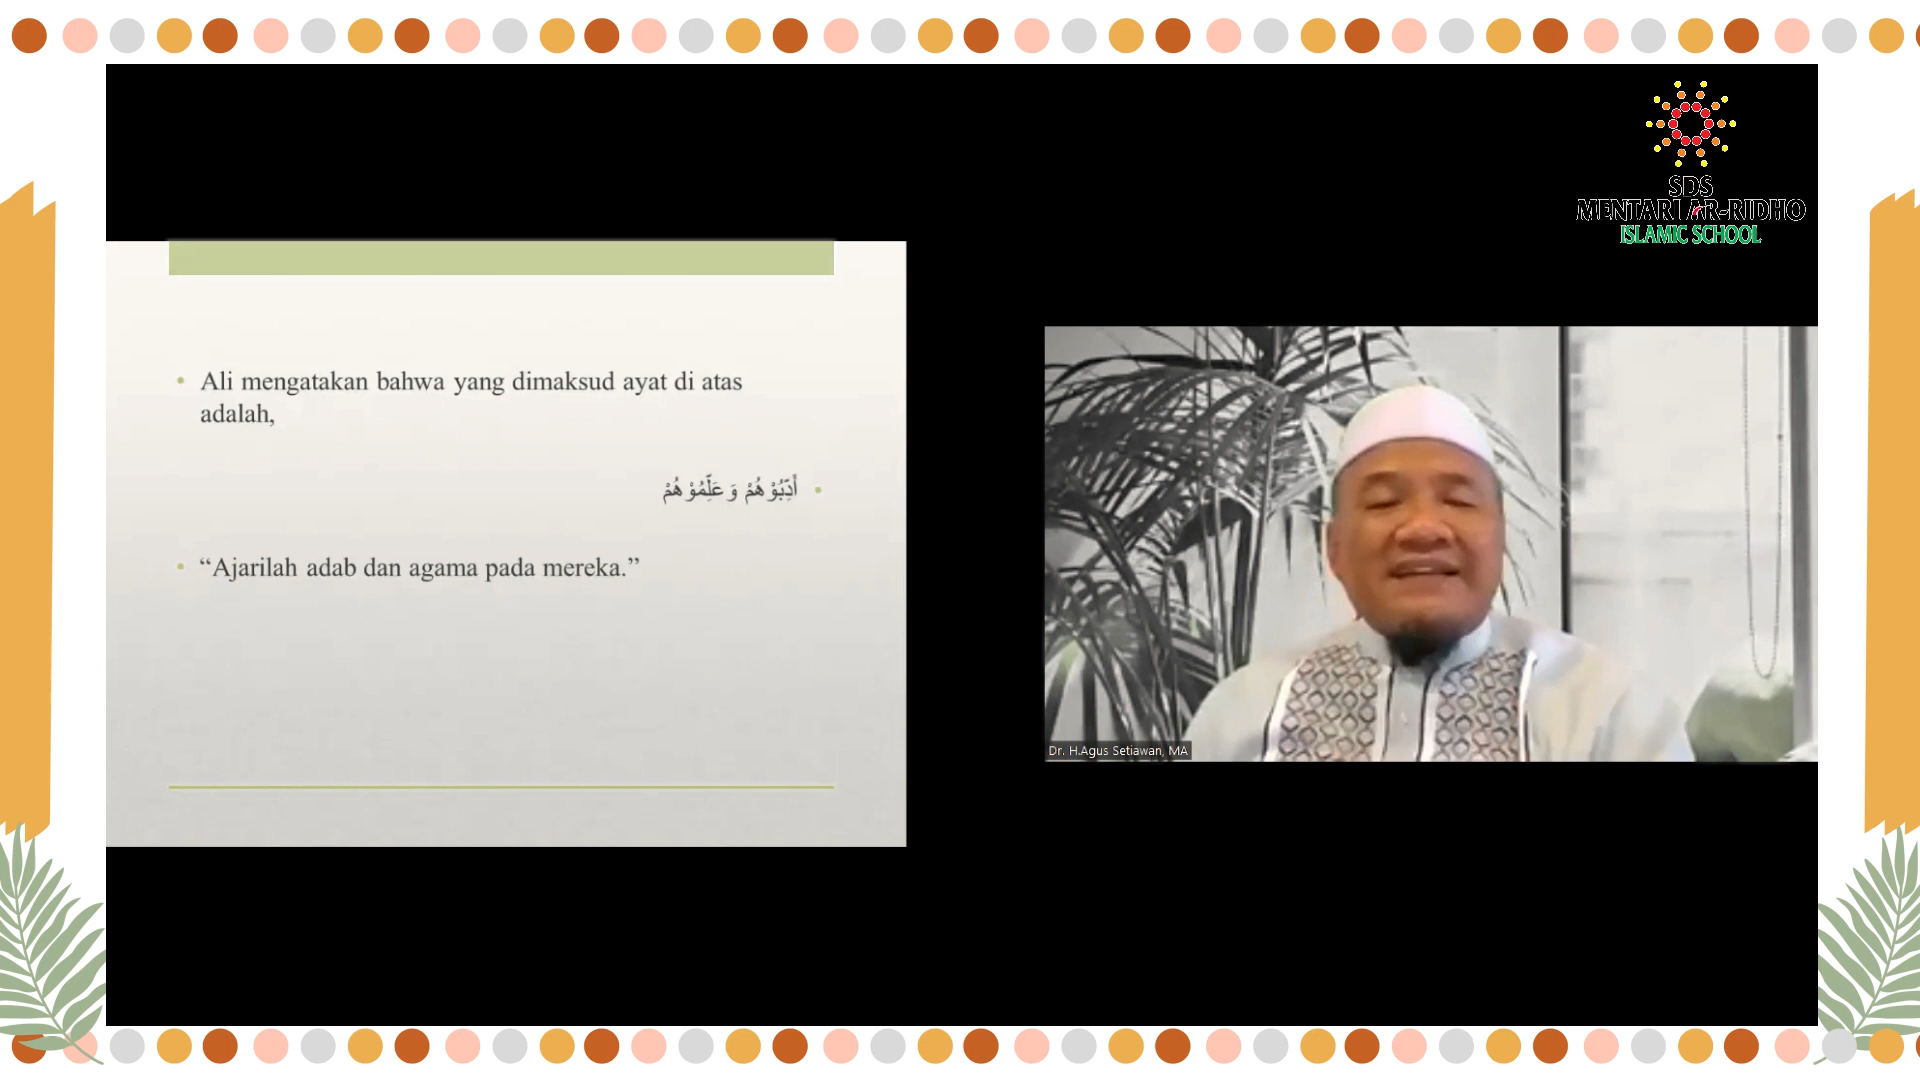 SDS
MENTARI AR-RIDHO
ISLAMIC SCHOOL
• Ali mengatakan bahwa yang dimaksud ayat di atas
adalah,
• أَدِّبُوْهُمْ وَعَلِّمُوْهُمْ
• “Ajarilah adab dan agama pada mereka.”
Dr. H.Agus Setiawan, MA